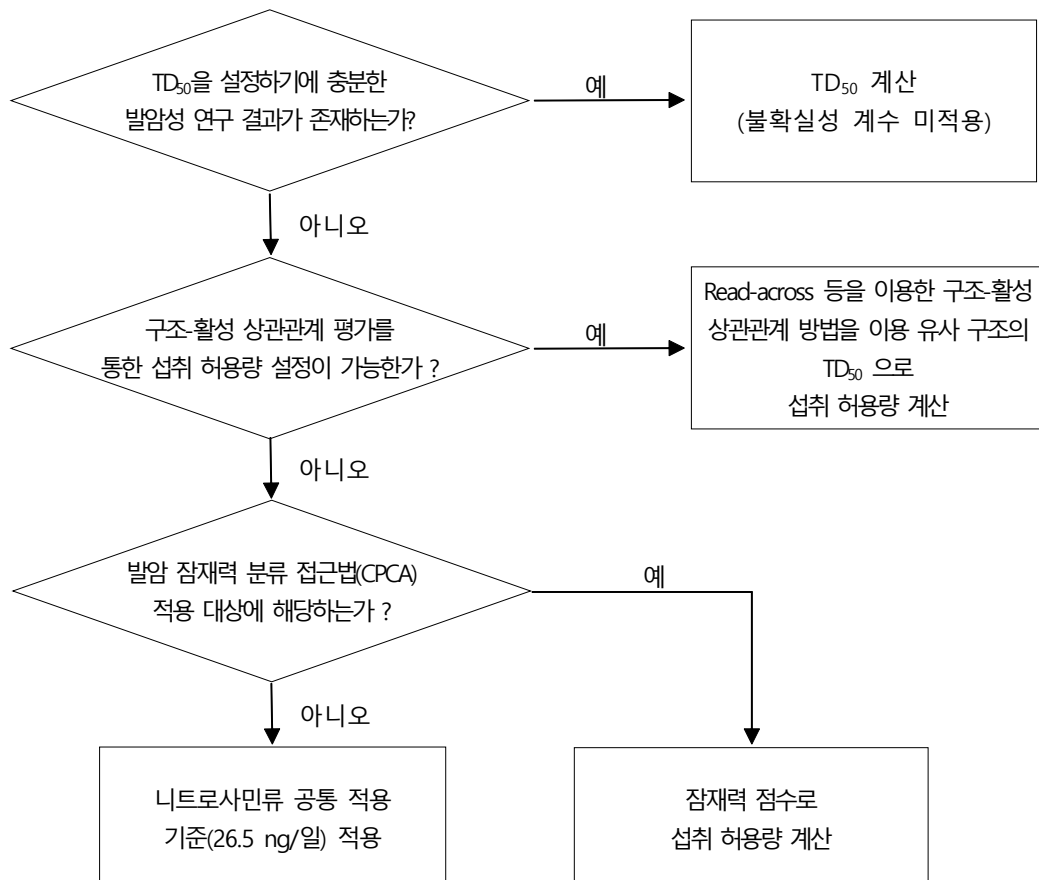 TD₅₀을 설정하기에 충분한
발암성 연구 결과가 존재하는가?
예
TD₅₀ 계산
(불확실성 계수 미적용)
아니오
구조-활성 상관관계 평가를
통한 섭취 허용량 설정이 가능한가 ?
예
Read-across 등을 이용한 구조-활성
상관관계 방법을 이용 유사 구조의
TD₅₀ 으로
섭취 허용량 계산
아니오
발암 잠재력 분류 접근법(CPCA)
적용 대상에 해당하는가 ?
예
아니오
니트로사민류 공통 적용
기준(26.5 ng/일) 적용
잠재력 점수로
섭취 허용량 계산